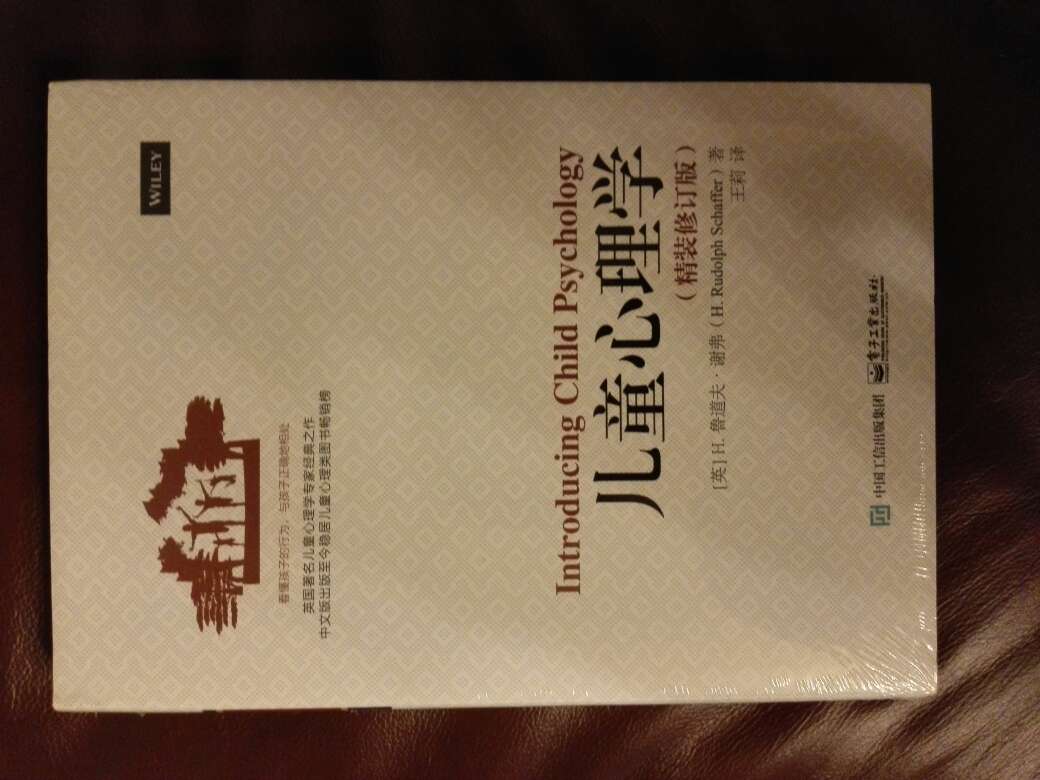 WILEY
看懂孩子的行为,与孩子正确地相处
英国著名儿童心理学专家经典之作
中文版出版至今稳居儿童心理类图书畅销榜
Introducing Child Psychology
儿童心理学
(精装修订版)
[英] H. 鲁道夫·谢弗(H. Rudolph Schaffer)著
王莉 译
中国工信出版集团 电子工业出版社